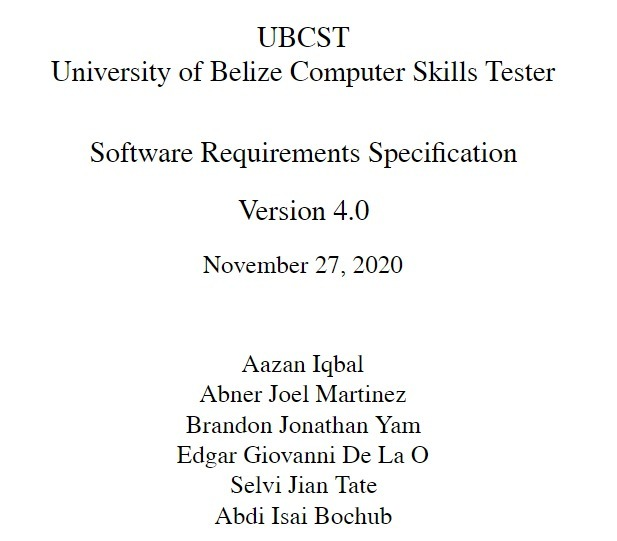 UBCST
University of Belize Computer Skills Tester
Software Requirements Specification
Version 4.0
November 27, 2020
Aazan Iqbal
Abner Joel Martinez
Brandon Jonathan Yam
Edgar Giovanni De La O
Selvi Jian Tate
Abdi Isai Bochub